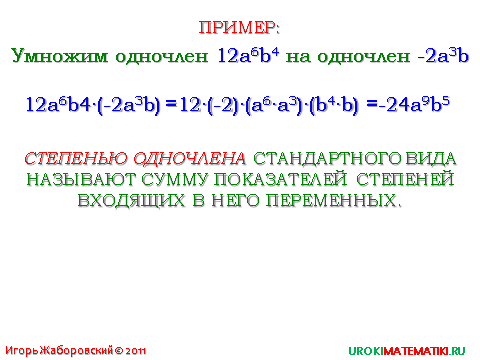 ПРИМЕР:
Умножим одночлен 12a⁶b⁴ на одночлен -2a³b
12a⁶b4·(-2a³b) =12·(-2)·(a⁶·a³)·(b⁴·b) =-24a⁹b⁵
СТЕПЕНЬЮ ОДНОЧЛЕНА СТАНДАРТНОГО ВИДА
НАЗЫВАЮТ СУММУ ПОКАЗАТЕЛЕЙ СТЕПЕНЕЙ
ВХОДЯЩИХ В НЕГО ПЕРЕМЕННЫХ.
Игорь Жаборовский © 2011
UROKIMATEMATIKI.RU